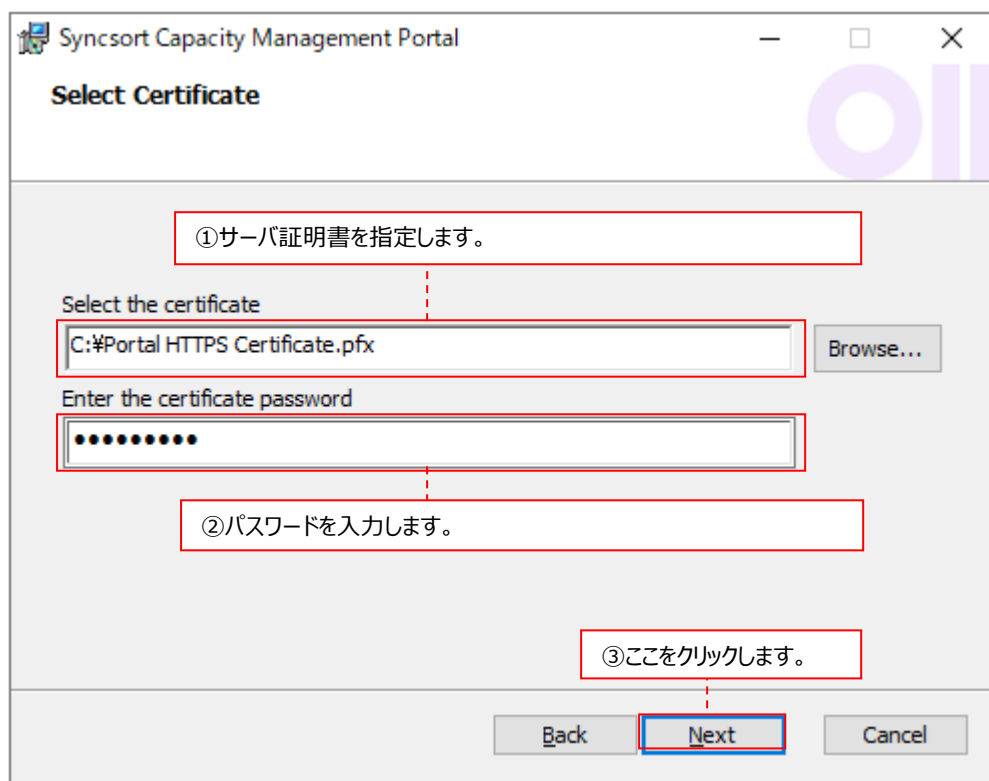 Syncsort Capacity Management Portal
Select Certificate
①サーバ証明書を指定します。
Select the certificate
C:¥Portal HTTPS Certificate.pfx
Browse...
Enter the certificate password
●●●●●●●●●
②パスワードを入力します。
③ここをクリックします。
Back Next Cancel